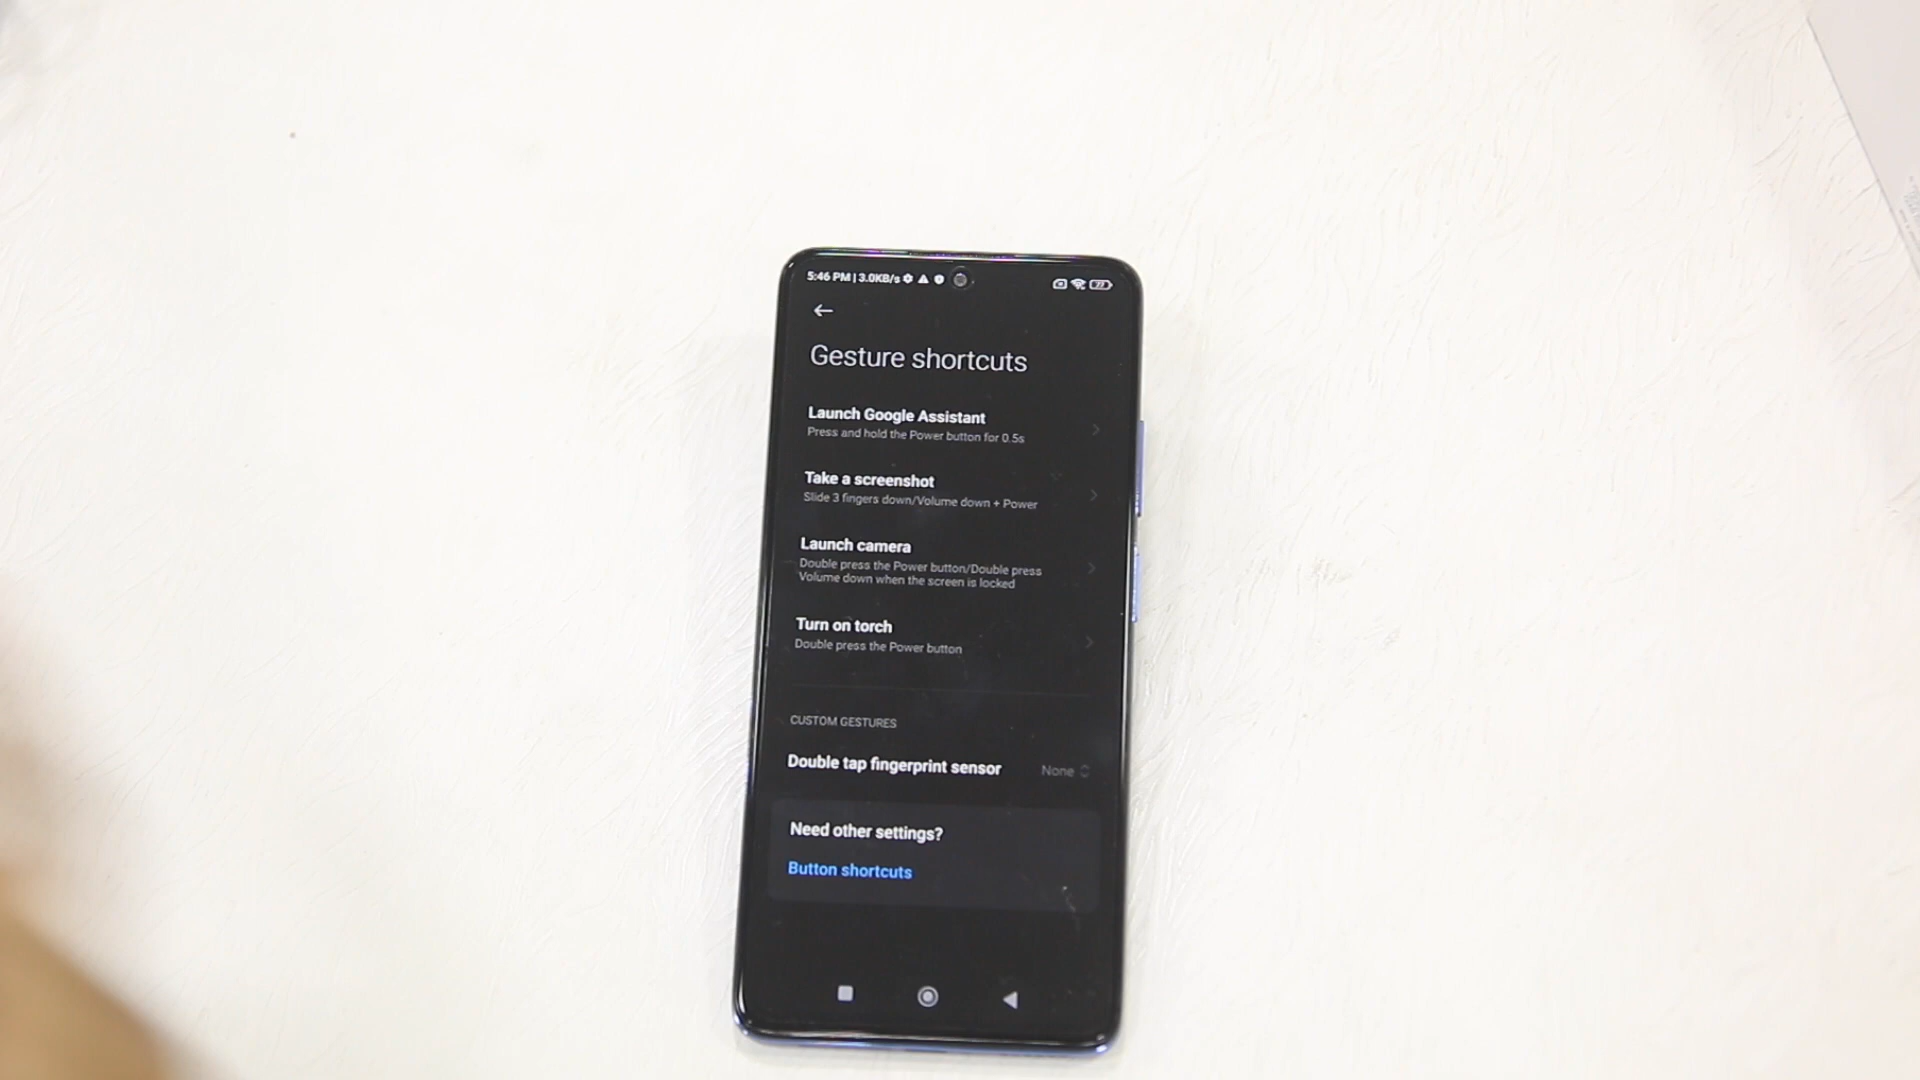 5:46 PM | 3.0KB/s
77
Gesture shortcuts
Launch Google Assistant
Press and hold the Power button for 0.5s
Take a screenshot
Slide 3 fingers down/Volume down + Power
Launch camera
Double press the Power button/Double press
Volume down when the screen is locked
Turn on torch
Double press the Power button
CUSTOM GESTURES
Double tap fingerprint sensor
None
Need other settings?
Button shortcuts